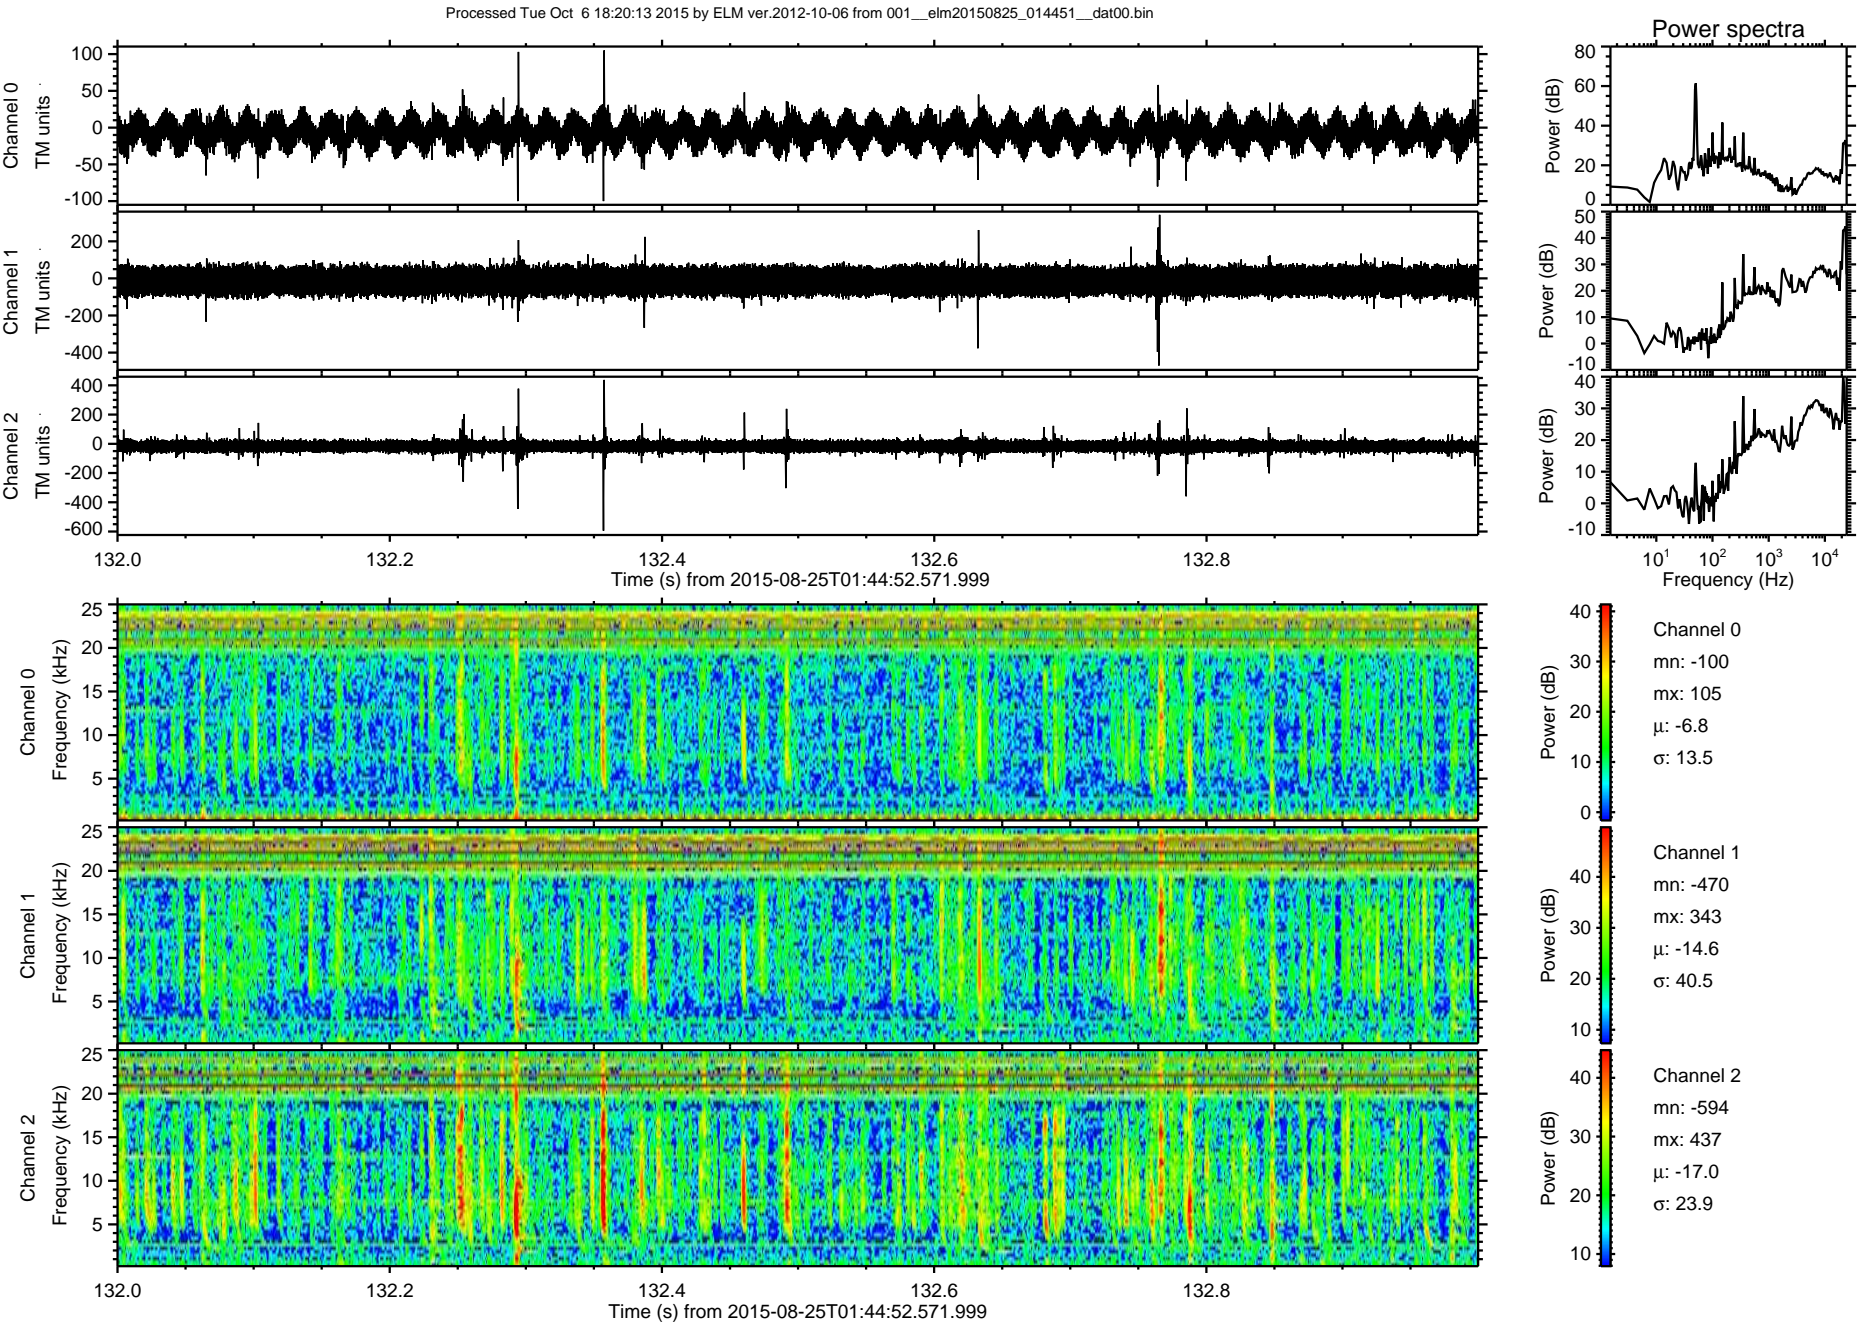 Processed Tue Oct  6 18:20:13 2015 by ELM ver.2012-10-06 from 001__elm20150825_014451__dat00.bin
Power spectra
Channel 0
TM units
100
50
0
-50
-100
Power (dB)
80
60
40
20
0
Channel 1
TM units
200
0
-200
-400
Power (dB)
50
40
30
20
10
0
-10
Channel 2
TM units
400
200
0
-200
-400
-600
Power (dB)
40
30
20
10
0
-10
132.0 132.2 132.4 132.6 132.8
Time (s) from 2015-08-25T01:44:52.571.999
10¹ 10² 10³ 10⁴
Frequency (Hz)
Channel 0
Frequency (kHz)
25
20
15
10
5
Power (dB)
40
30
20
10
0
Channel 0
mn: -100
mx: 105
μ: -6.8
σ: 13.5
Channel 1
Frequency (kHz)
25
20
15
10
5
Power (dB)
40
30
20
10
Channel 1
mn: -470
mx: 343
μ: -14.6
σ: 40.5
Channel 2
Frequency (kHz)
25
20
15
10
5
Power (dB)
40
30
20
10
Channel 2
mn: -594
mx: 437
μ: -17.0
σ: 23.9
132.0 132.2 132.4 132.6 132.8
Time (s) from 2015-08-25T01:44:52.571.999